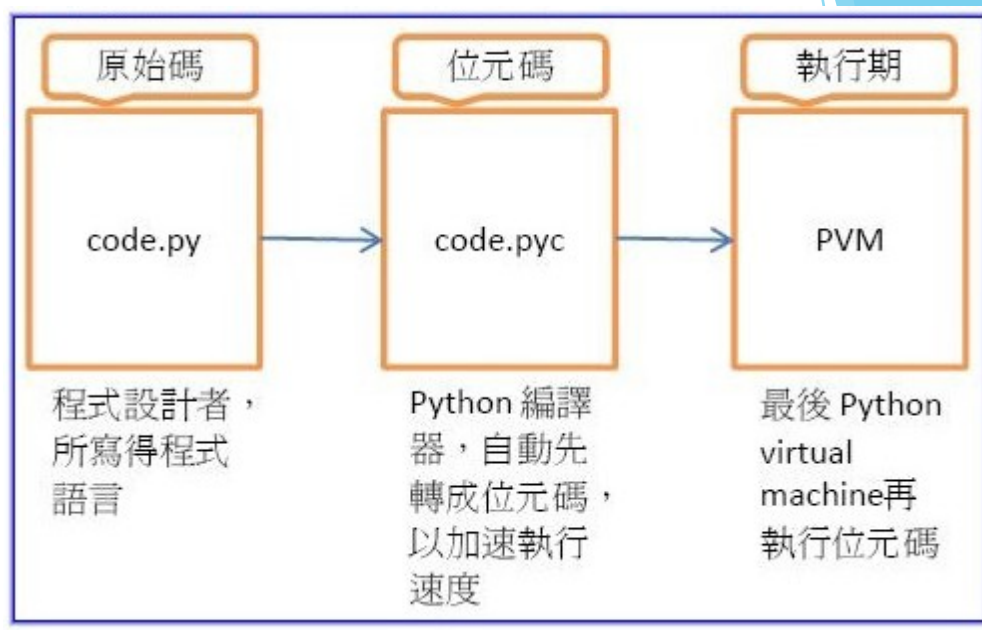 原始碼
位元碼
執行期
code.py
code.pyc
PVM
程式設計者，
所寫得程式
語言
Python 編譯
器，自動先
轉成位元碼，
以加速執行
速度
最後 Python
virtual
machine再
執行位元碼